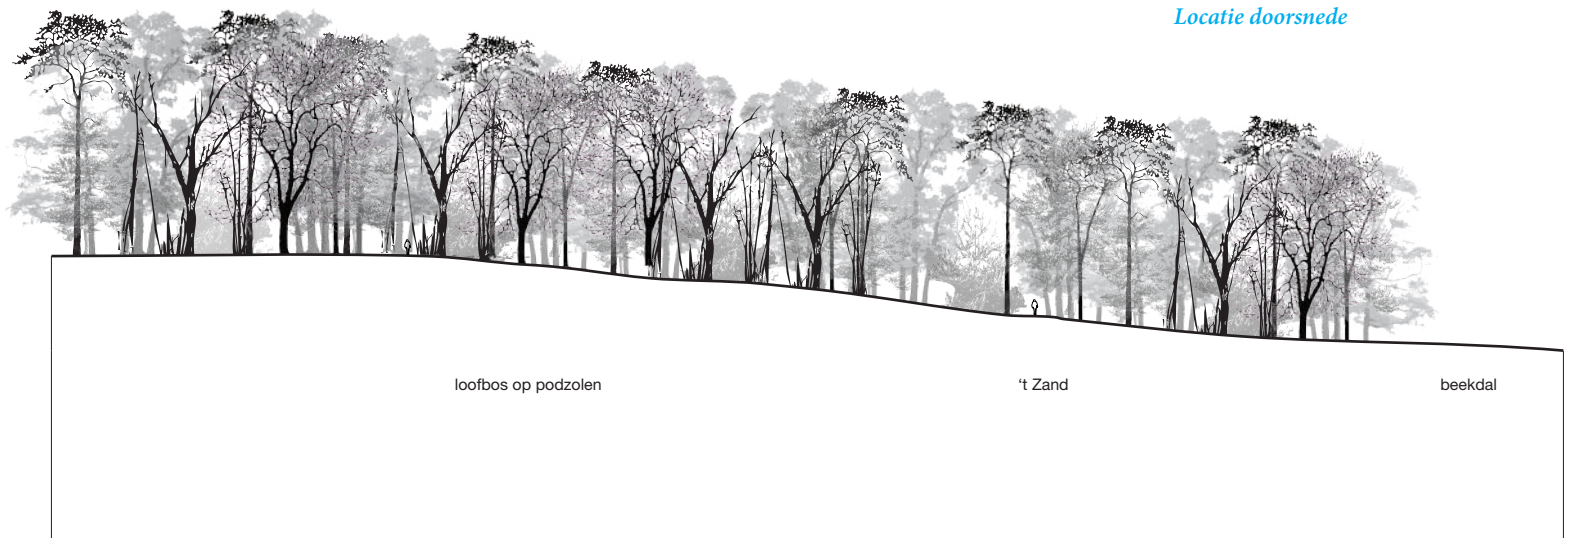 Locatie doorsnede
loofbos op podzolen
‘t Zand
beekdal